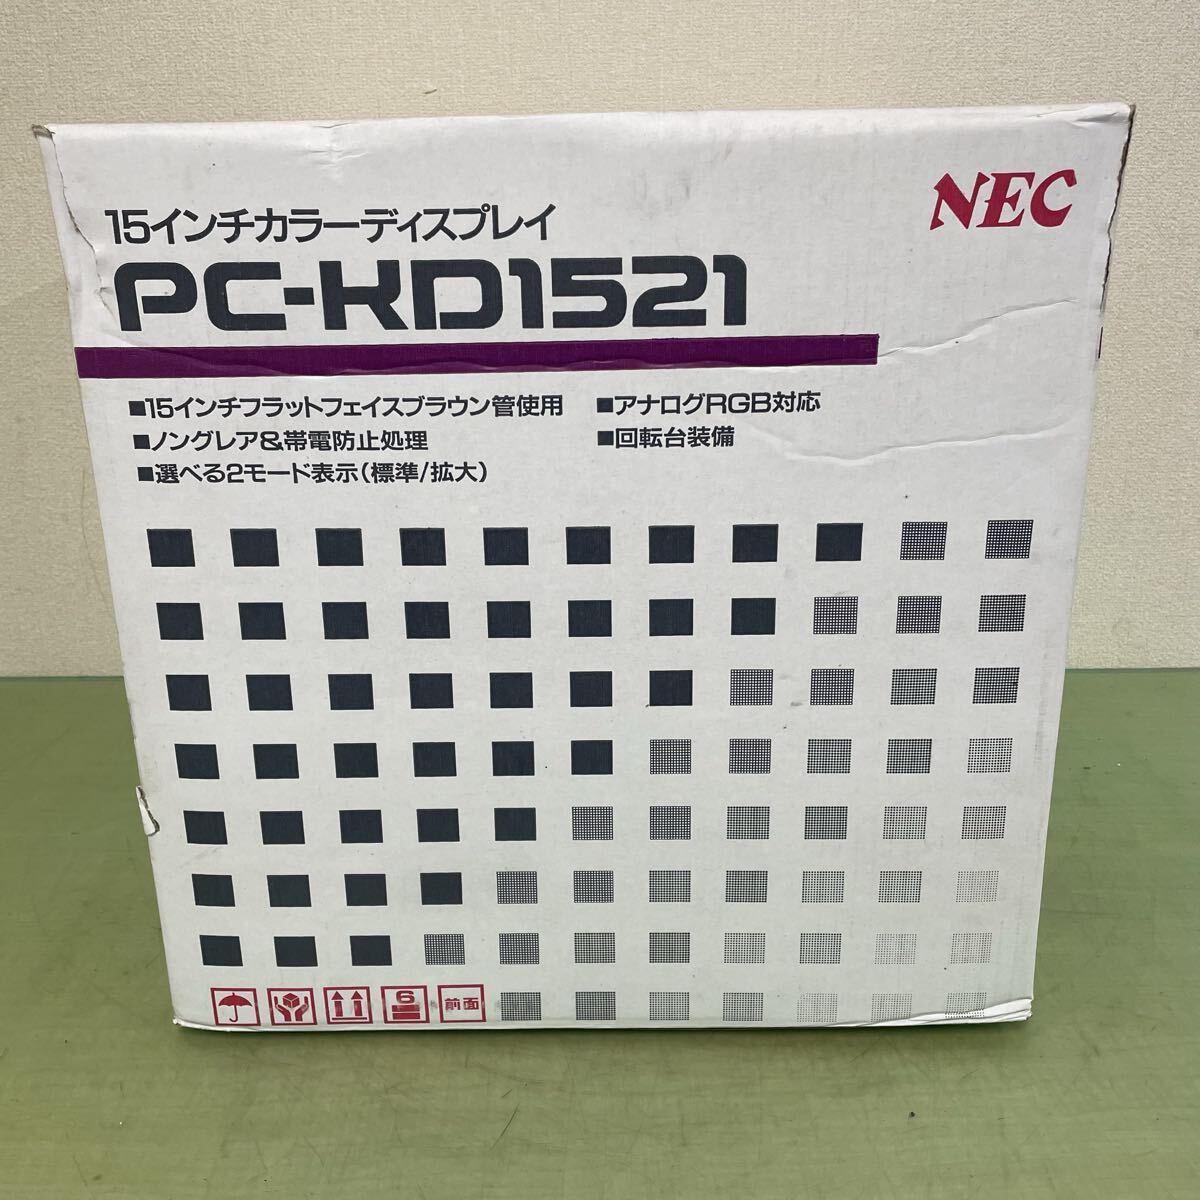 NEC
15インチカラーディスプレイ
PC-KD1521
■15インチフラットフェイスブラウン管使用
■ノングレア&帯電防止処理
■選べる2モード表示(標準/拡大)
■アナログRGB対応
■回転台装備
6
前面